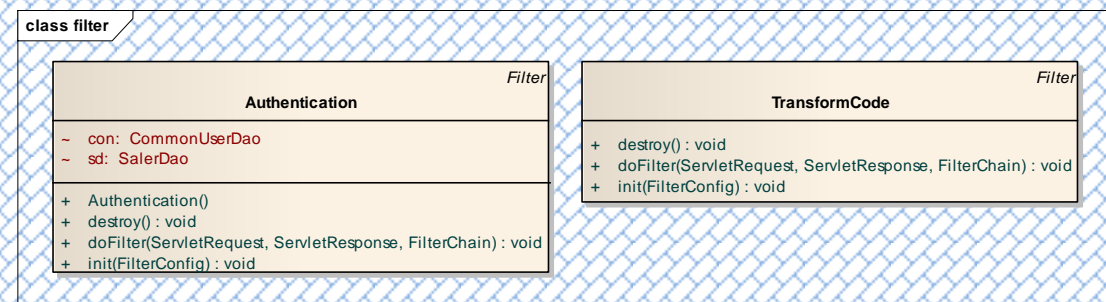 class filter
Filter
Authentication
~ con: CommonUserDao
~ sd: SalerDao
+ Authentication()
+ destroy() : void
+ doFilter(ServletRequest, ServletResponse, FilterChain) : void
+ init(FilterConfig) : void
Filter
TransformCode
+ destroy() : void
+ doFilter(ServletRequest, ServletResponse, FilterChain) : void
+ init(FilterConfig) : void